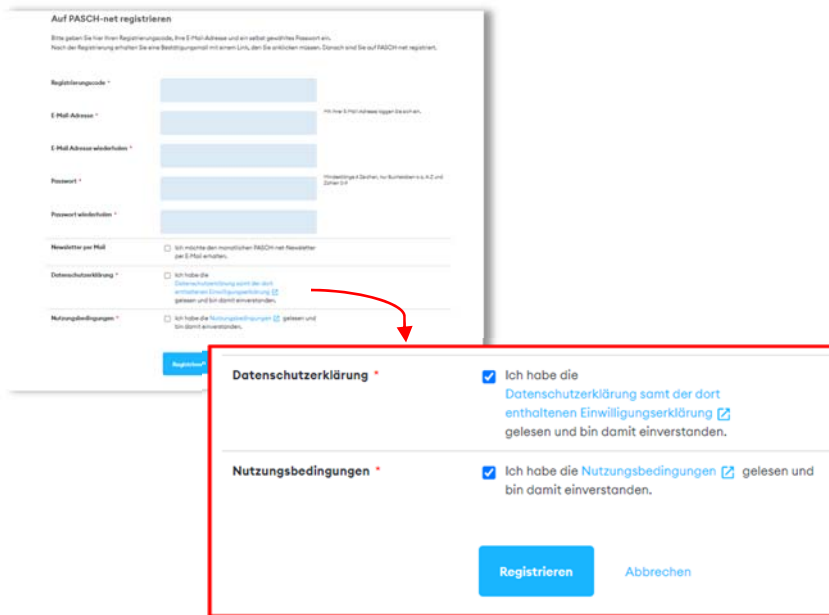 Auf PASCH-net registrieren
Bitte geben Sie hier Ihren Registrierungscode, Ihre E-Mail-Adresse und ein selbst gewähltes Passwort ein.
Nach der Registrierung erhalten Sie eine Bestätigungsmail mit einem Link, den Sie anklicken müssen. Danach sind Sie auf PASCH-net registriert.
Registrierungscode *
E-Mail-Adresse *
Mit Ihrer E-Mail-Adresse loggen Sie sich ein.
E-Mail-Adresse wiederholen *
Passwort *
Mindestlänge 8 Zeichen, nur Buchstaben a-z, A-Z und
Zahlen 0-9
Passwort wiederholen *
Newsletter per Mail
Ich möchte den monatlichen PASCH-net-Newsletter
per E-Mail erhalten.
Datenschutzerklärung *
Ich habe die
Datenschutzerklärung samt der dort
enthaltenen Einwilligungserklärung
gelesen und bin damit einverstanden.
Nutzungsbedingungen *
Ich habe die Nutzungsbedingungen gelesen und
bin damit einverstanden.
Datenschutzerklärung *
Ich habe die
Datenschutzerklärung samt der dort
enthaltenen Einwilligungserklärung
gelesen und bin damit einverstanden.
Nutzungsbedingungen *
Ich habe die Nutzungsbedingungen gelesen und
bin damit einverstanden.
Registrieren Abbrechen